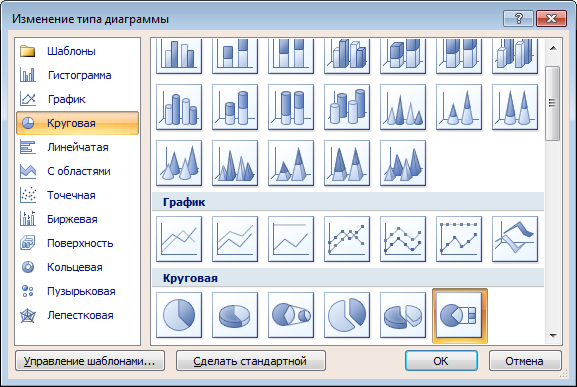 Изменение типа диаграммы
Шаблоны
Гистограмма
График
Круговая
Линейчатая
С областями
Точечная
Биржевая
Поверхность
Кольцевая
Пузырьковая
Лепестковая
График
Круговая
Управление шаблонами...
Сделать стандартной
ОК
Отмена